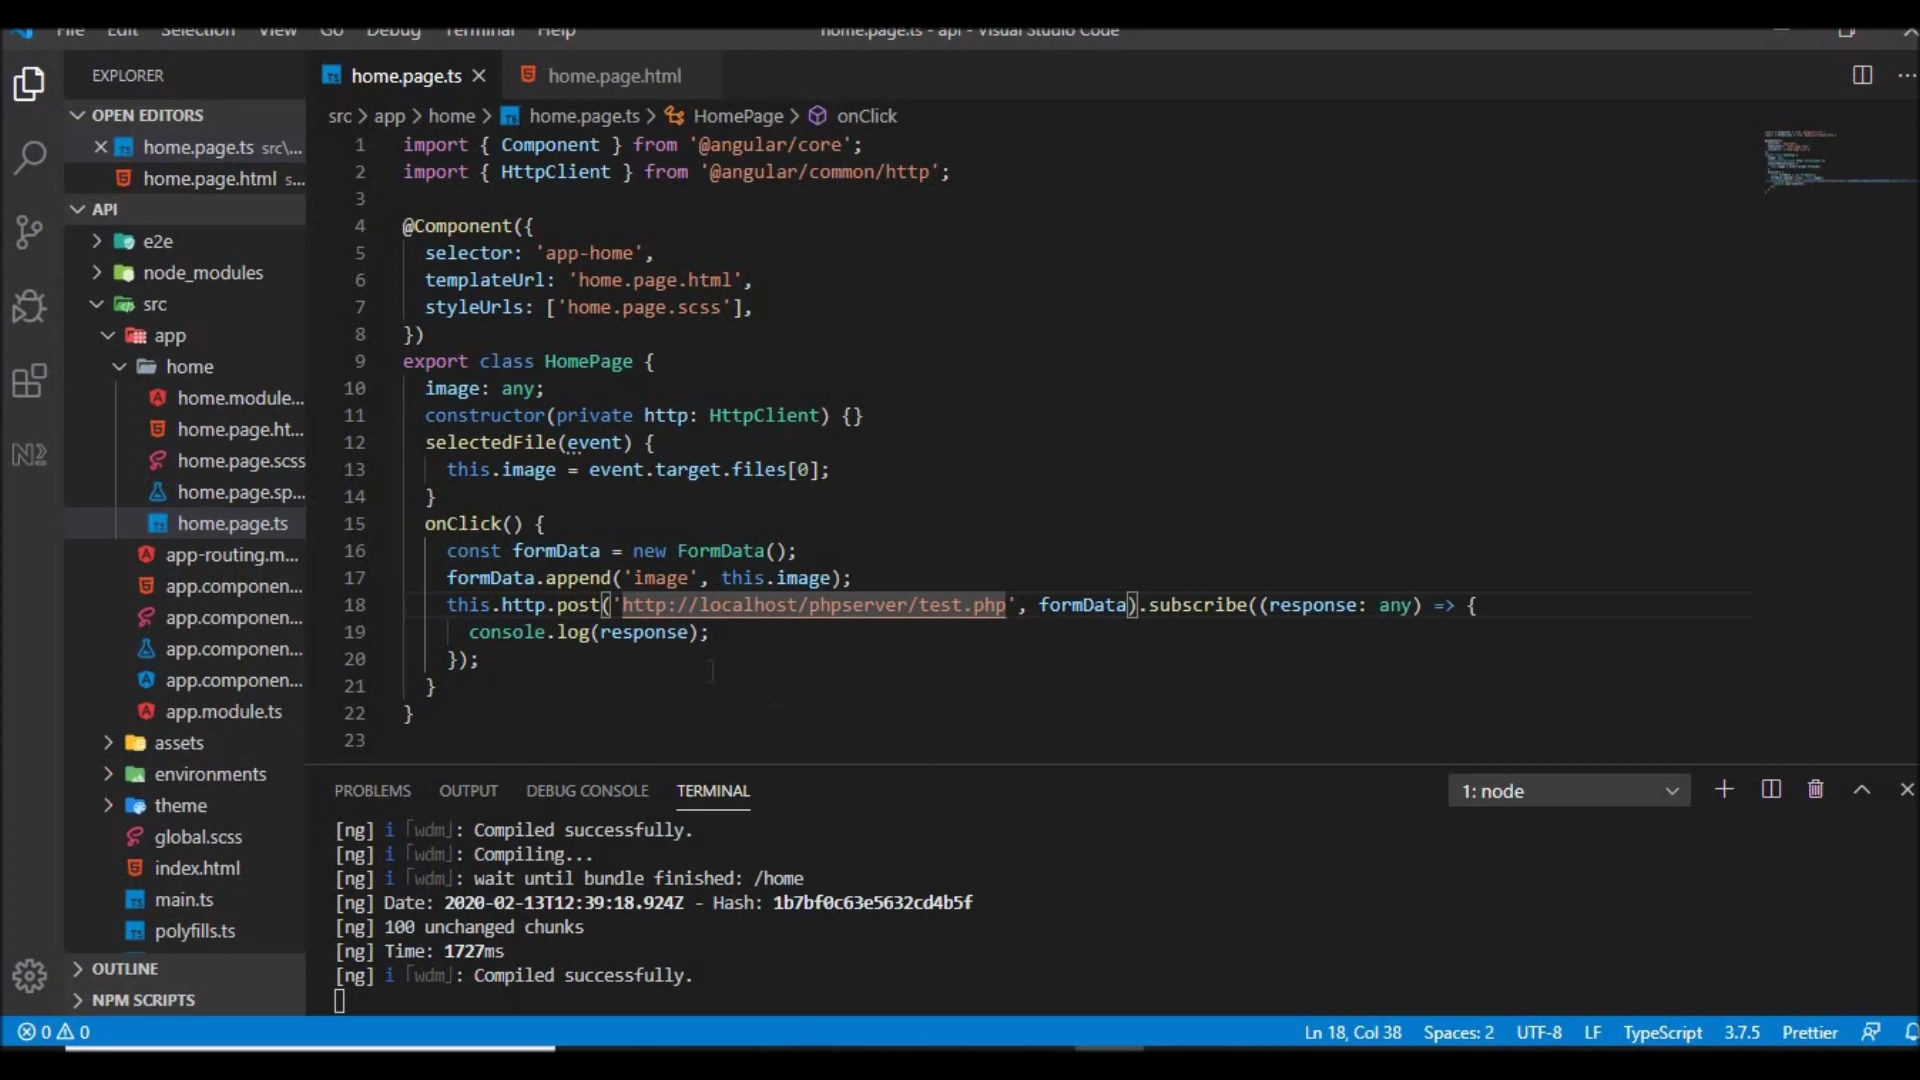 File Edit Selection View Go Debug Terminal Help
home.page.ts - api - Visual Studio Code
EXPLORER
OPEN EDITORS
home.page.ts src\...
home.page.html s...
API
e2e
node_modules
src
app
home
home.module...
home.page.ht...
home.page.scss
home.page.sp...
home.page.ts
app-routing.m...
app.componen...
app.componen...
app.componen...
app.componen...
app.module.ts
assets
environments
theme
global.scss
index.html
main.ts
polyfills.ts
OUTLINE
NPM SCRIPTS
home.page.ts
home.page.html
src > app > home > home.page.ts > HomePage > onClick
1 import { Component } from '@angular/core';
2 import { HttpClient } from '@angular/common/http';
3
4 @Component({
5 selector: 'app-home',
6 templateUrl: 'home.page.html',
7 styleUrls: ['home.page.scss'],
8 })
9 export class HomePage {
10 image: any;
11 constructor(private http: HttpClient) {}
12 selectedFile(event) {
13 this.image = event.target.files[0];
14 }
15 onClick() {
16 const formData = new FormData();
17 formData.append('image', this.image);
18 this.http.post('http://localhost/phpserver/test.php', formData).subscribe((response: any) => {
19 console.log(response);
20 });
21 }
22 }
23
PROBLEMS OUTPUT DEBUG CONSOLE TERMINAL
1: node
[ng] i ｢wdm｣: Compiled successfully.
[ng] i ｢wdm｣: Compiling...
[ng] i ｢wdm｣: wait until bundle finished: /home
[ng] Date: 2020-02-13T12:39:18.924Z - Hash: 1b7bf0c63e5632cd4b5f
[ng] 100 unchanged chunks
[ng] Time: 1727ms
[ng] i ｢wdm｣: Compiled successfully.
0 0
Ln 18, Col 38 Spaces: 2 UTF-8 LF TypeScript 3.7.5 Prettier